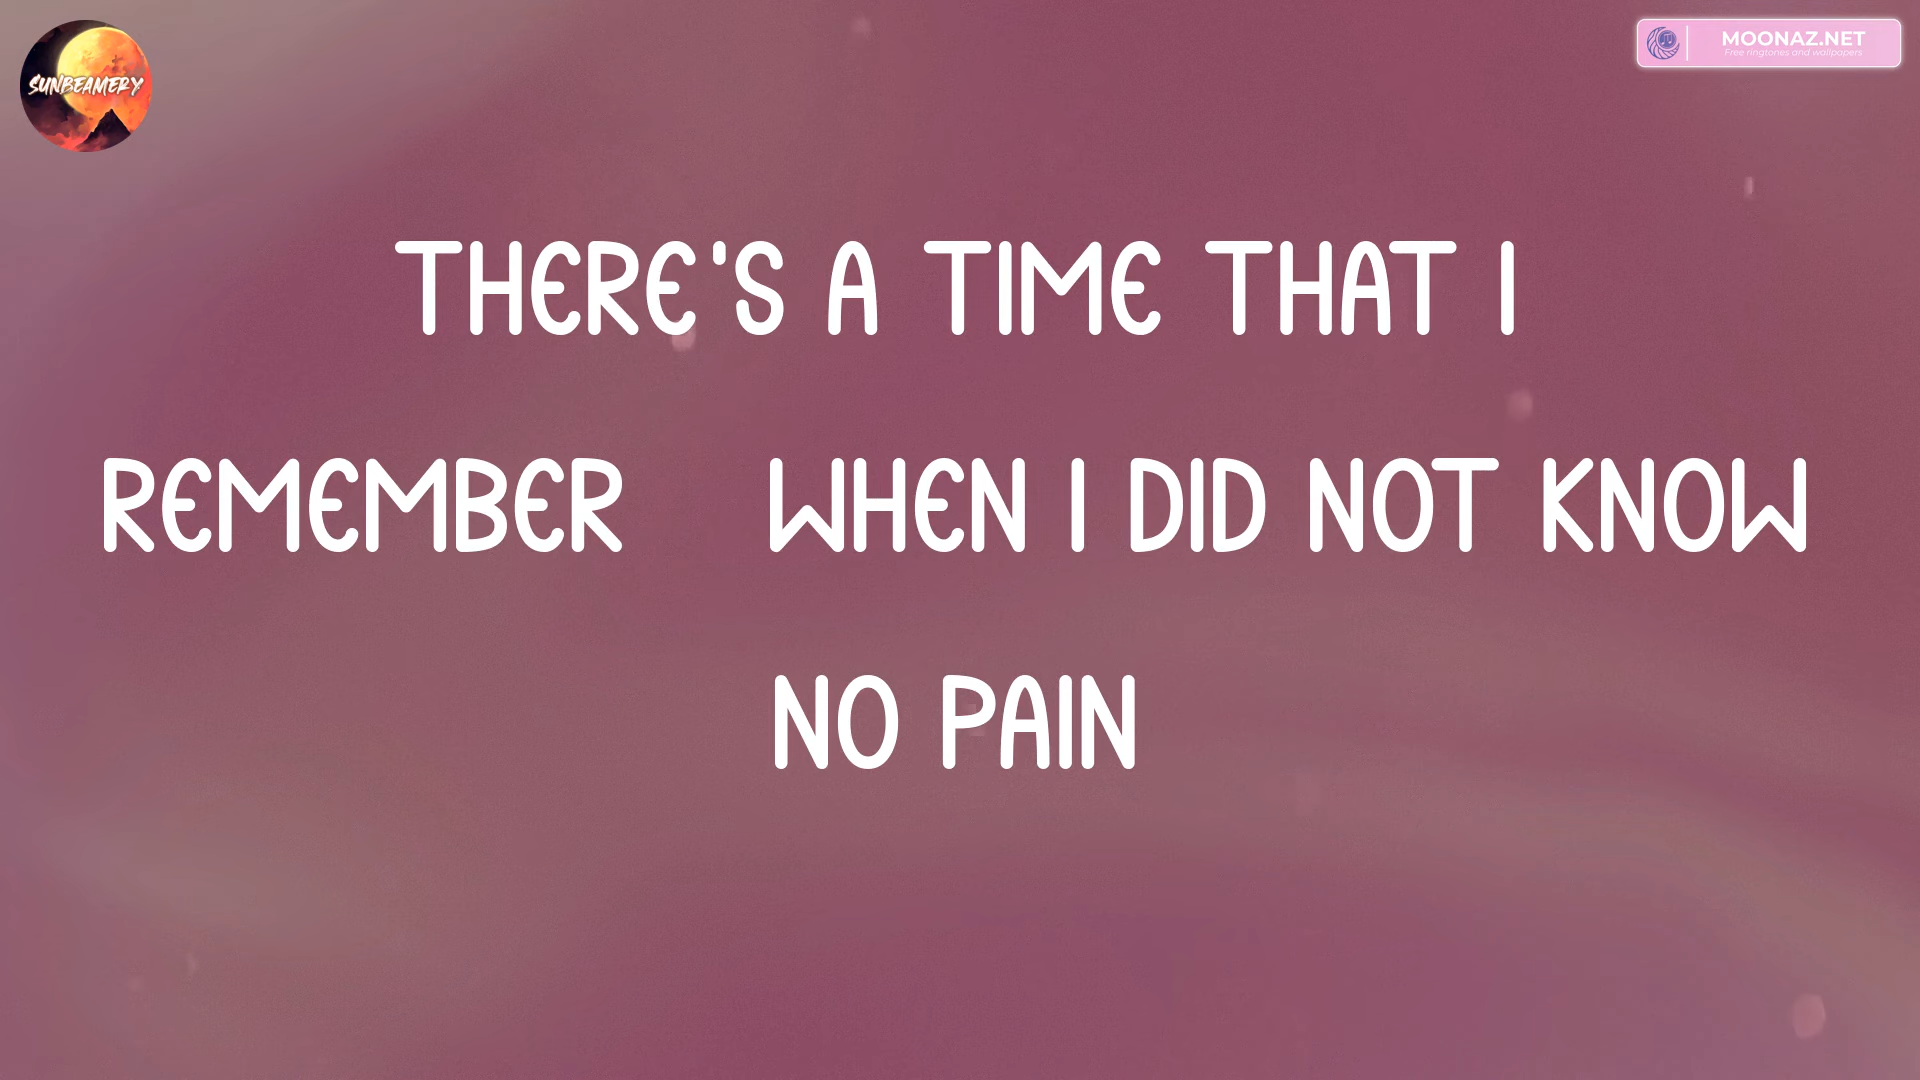 SUNBEAMERY
MOONAZ.NET
Free ringtones and wallpapers
THERE'S A TIME THAT I
REMEMBER WHEN I DID NOT KNOW
NO PAIN